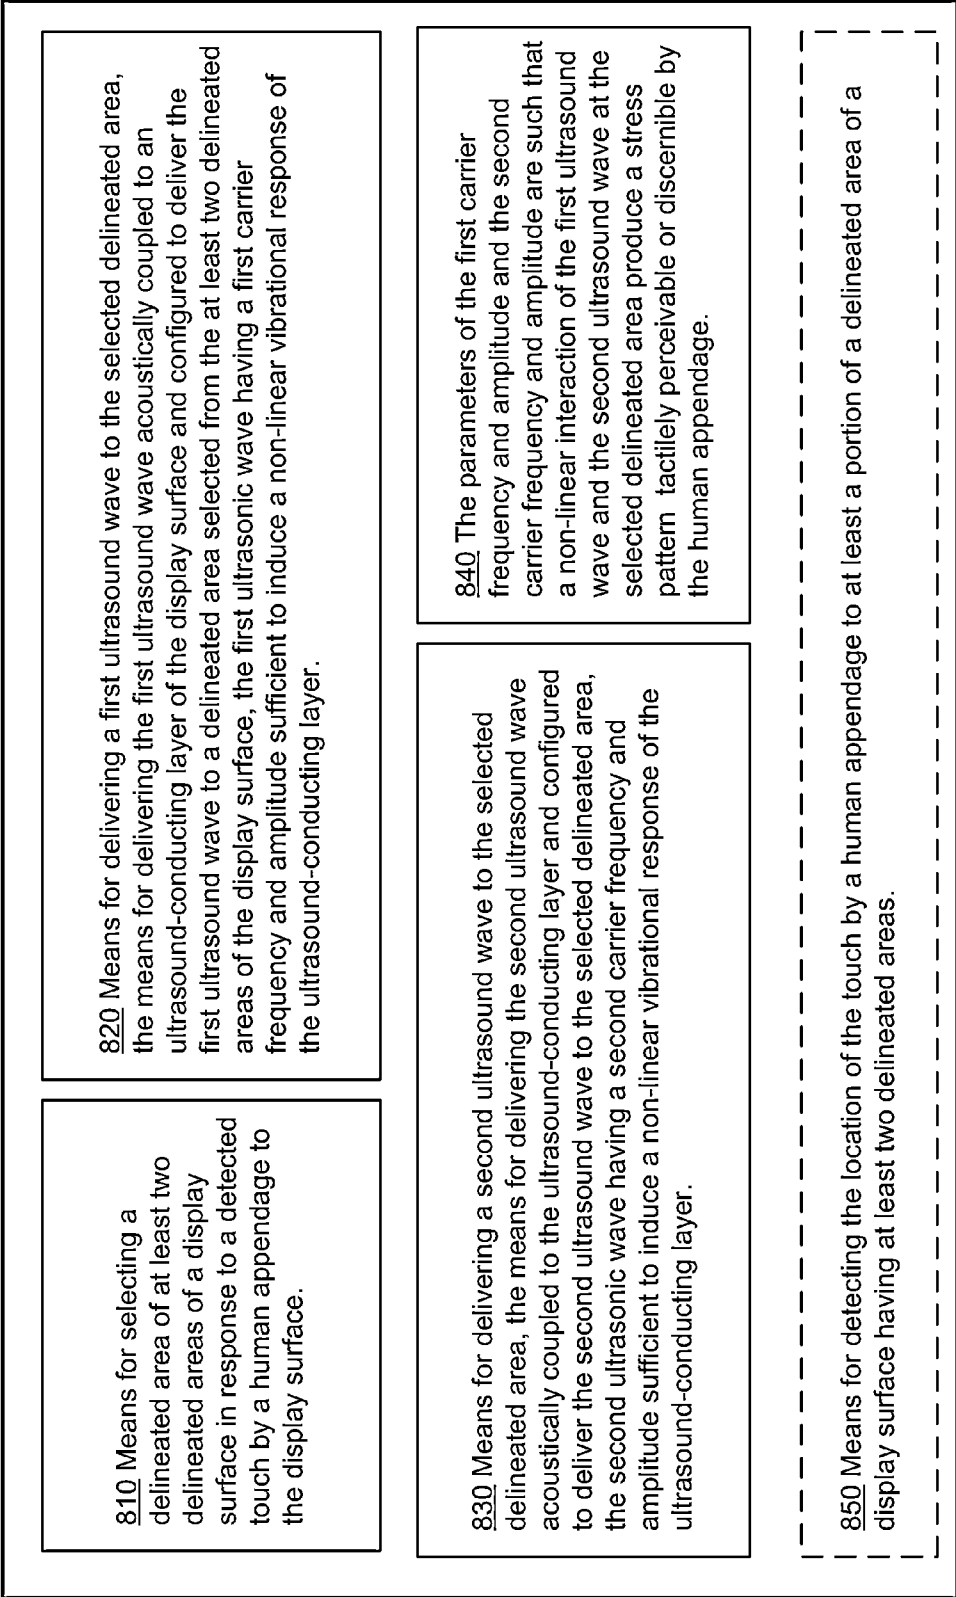 810 Means for selecting a
delineated area of at least two
delineated areas of a display
surface in response to a detected
touch by a human appendage to
the display surface.
820 Means for delivering a first ultrasound wave to the selected delineated area,
the means for delivering the first ultrasound wave acoustically coupled to an
ultrasound-conducting layer of the display surface and configured to deliver the
first ultrasound wave to a delineated area selected from the at least two delineated
areas of the display surface, the first ultrasonic wave having a first carrier
frequency and amplitude sufficient to induce a non-linear vibrational response of
the ultrasound-conducting layer.
830 Means for delivering a second ultrasound wave to the selected
delineated area, the means for delivering the second ultrasound wave
acoustically coupled to the ultrasound-conducting layer and configured
to deliver the second ultrasound wave to the selected delineated area,
the second ultrasonic wave having a second carrier frequency and
amplitude sufficient to induce a non-linear vibrational response of the
ultrasound-conducting layer.
840 The parameters of the first carrier
frequency and amplitude and the second
carrier frequency and amplitude are such that
a non-linear interaction of the first ultrasound
wave and the second ultrasound wave at the
selected delineated area produce a stress
pattern tactilely perceivable or discernible by
the human appendage.
850 Means for detecting the location of the touch by a human appendage to at least a portion of a delineated area of a
display surface having at least two delineated areas.